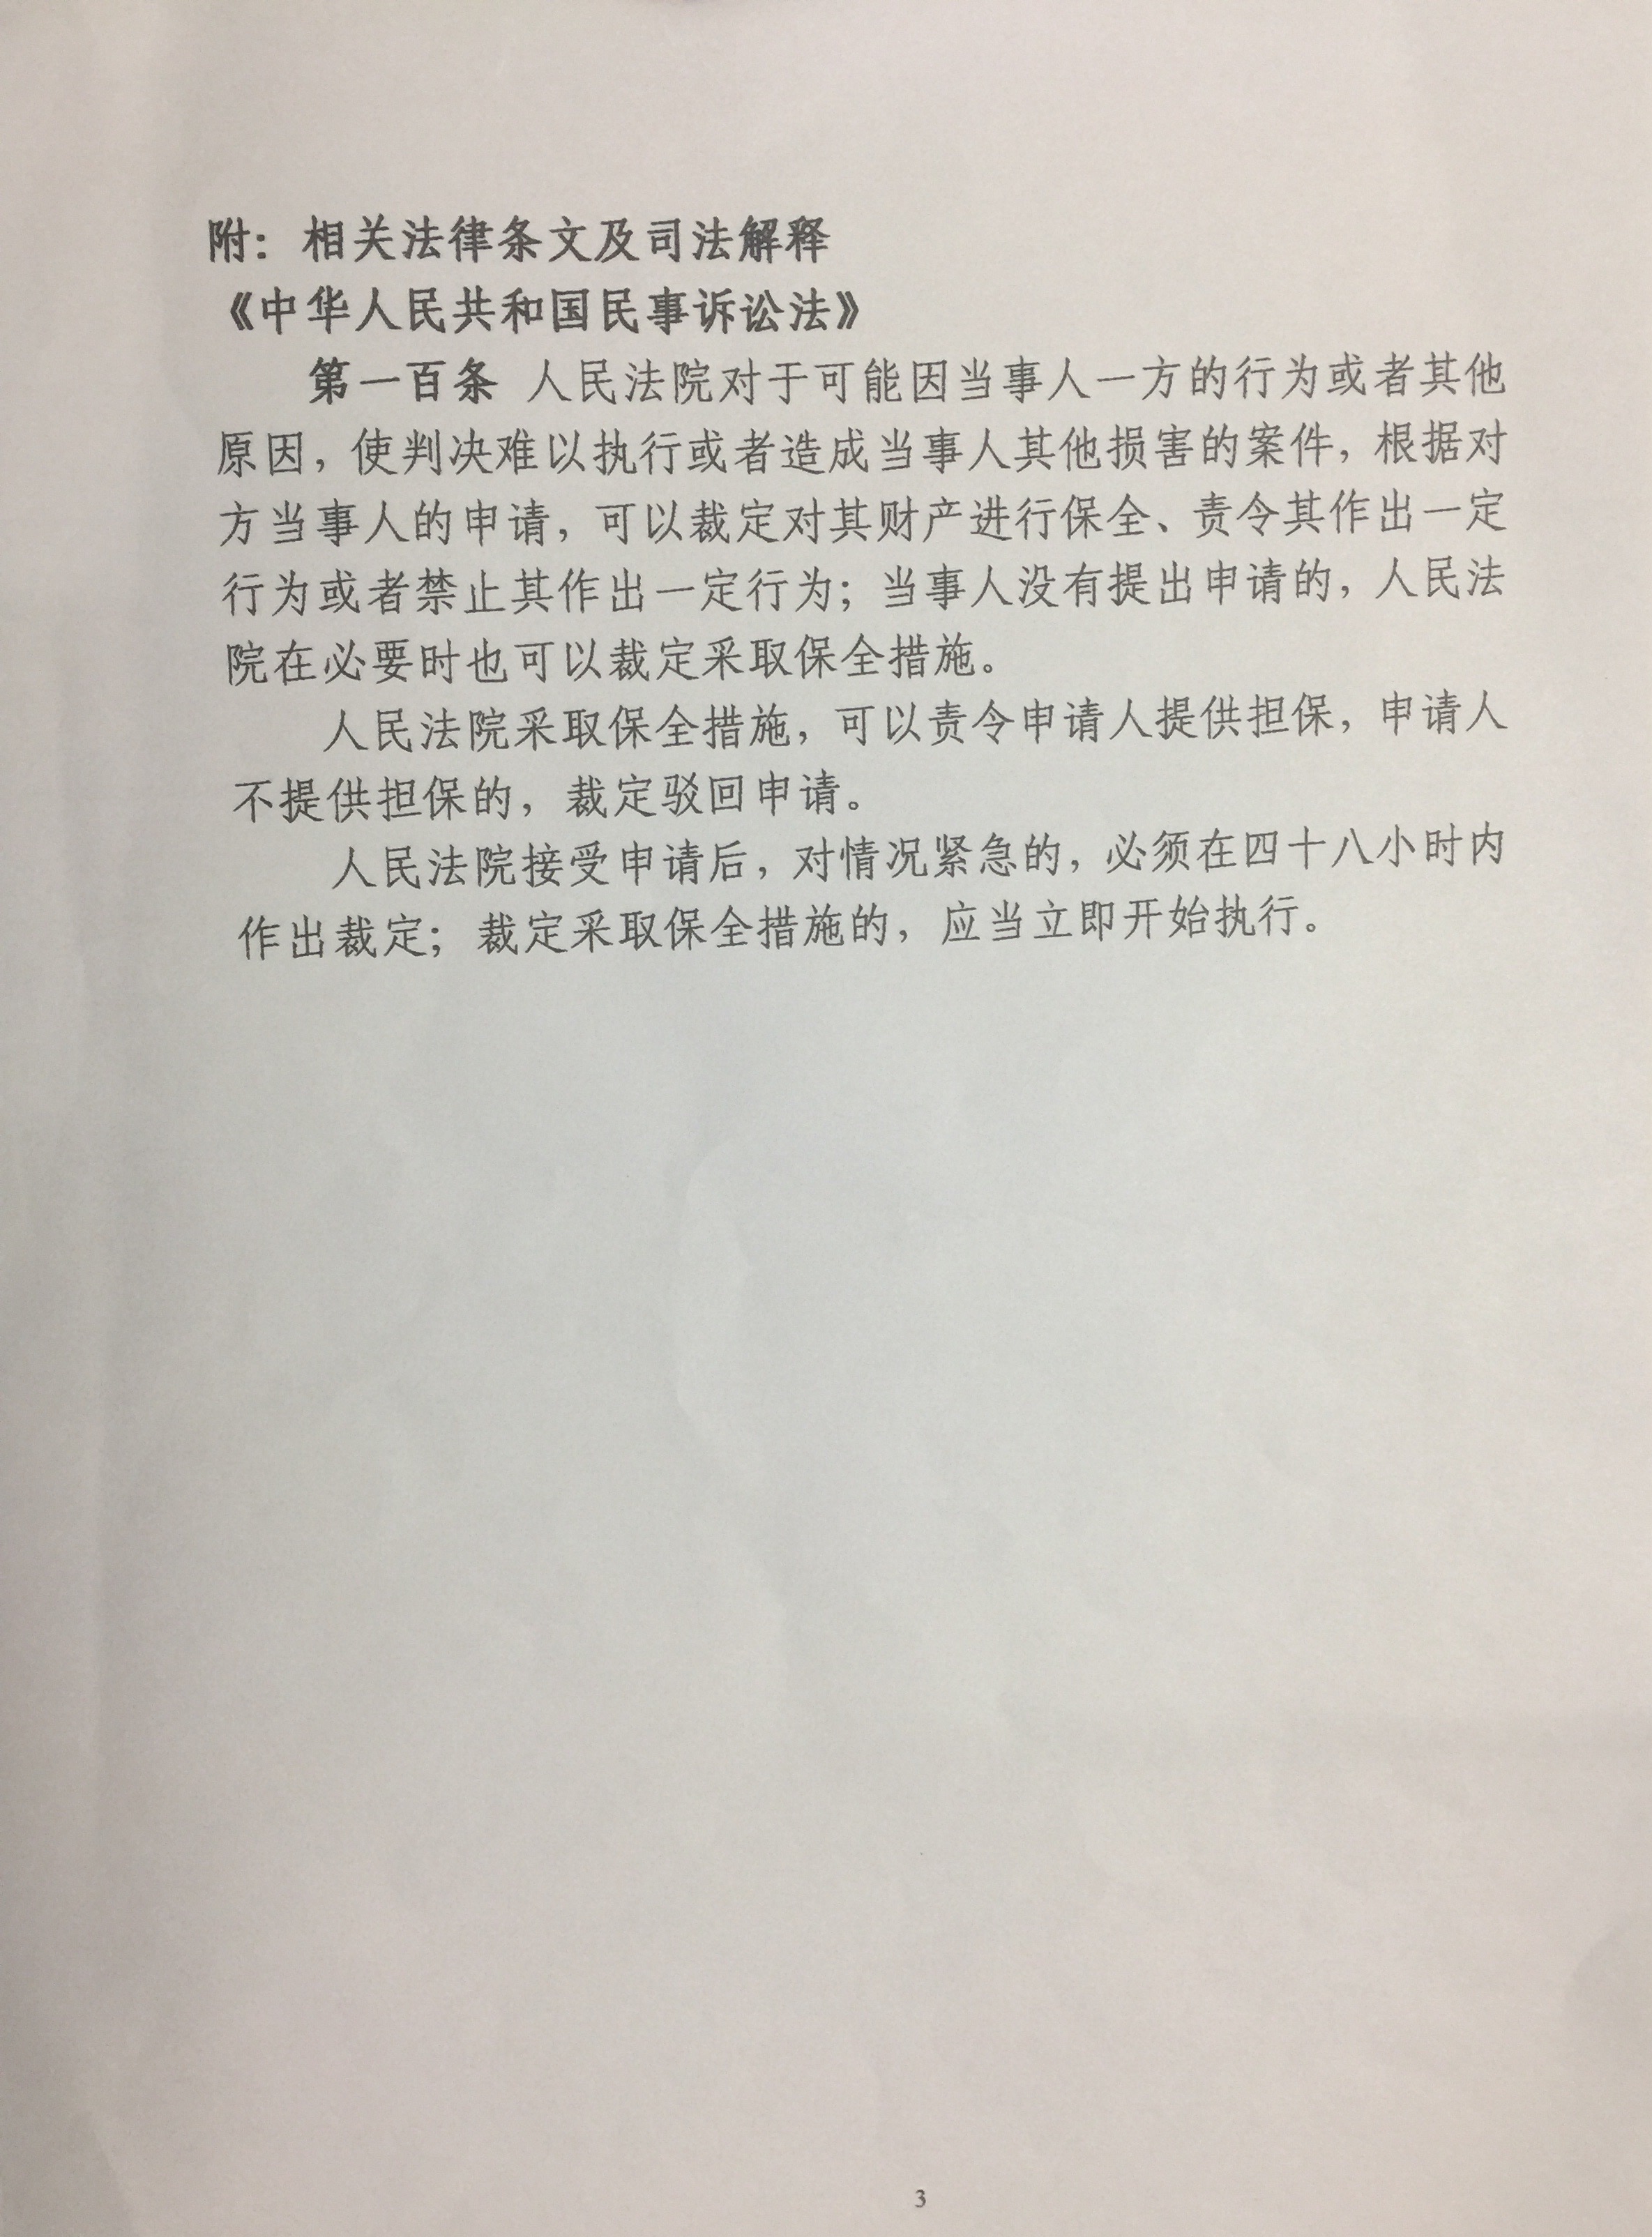 附：相关法律条文及司法解释
《中华人民共和国民事诉讼法》
第一百条 人民法院对于可能因当事人一方的行为或者其他
原因，使判决难以执行或者造成当事人其他损害的案件，根据对
方当事人的申请，可以裁定对其财产进行保全、责令其作出一定
行为或者禁止其作出一定行为；当事人没有提出申请的，人民法
院在必要时也可以裁定采取保全措施。
人民法院采取保全措施，可以责令申请人提供担保，申请人
不提供担保的，裁定驳回申请。
人民法院接受申请后，对情况紧急的，必须在四十八小时内
作出裁定；裁定采取保全措施的，应当立即开始执行。
3